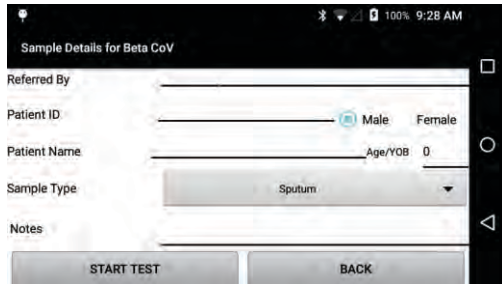 100% 9:28 AM
Sample Details for Beta CoV
Referred By
Patient ID Male Female
Patient Name Age/YOB 0
Sample Type Sputum
Notes
START TEST BACK